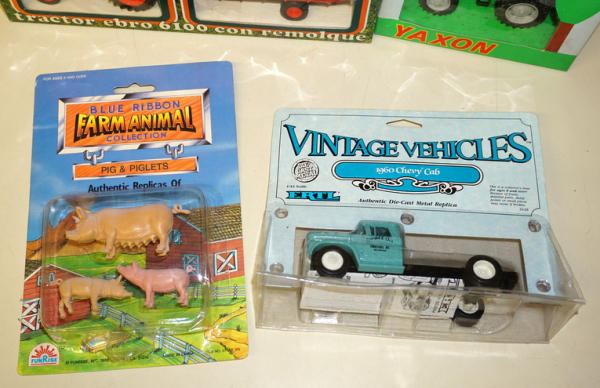 tractor ebro 6100 con remolque
YAXON
BLUE RIBBON
FARM ANIMAL
COLLECTION
PIG & PIGLETS
Authentic Replicas Of
FUNRISE
VINTAGE VEHICLES
1960 Chevy Cab
ERTL
Authentic Die-Cast Metal Replica